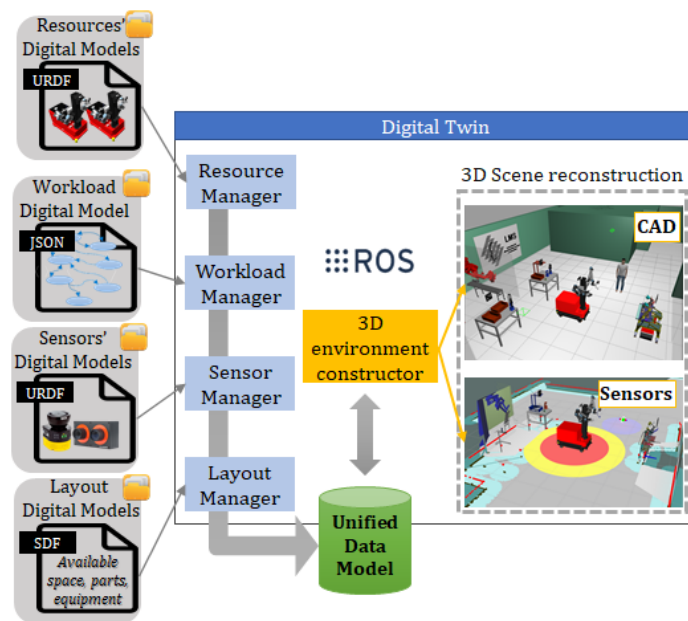 Resources'
Digital Models
URDF
Workload
Digital Model
JSON
Sensors'
Digital Models
URDF
Layout
Digital Models
SDF
Available
space, parts,
equipment
Digital Twin
Resource
Manager
Workload
Manager
Sensor
Manager
Layout
Manager
ROS
3D
environment
constructor
Unified
Data
Model
3D Scene reconstruction
CAD
LMS
Sensors